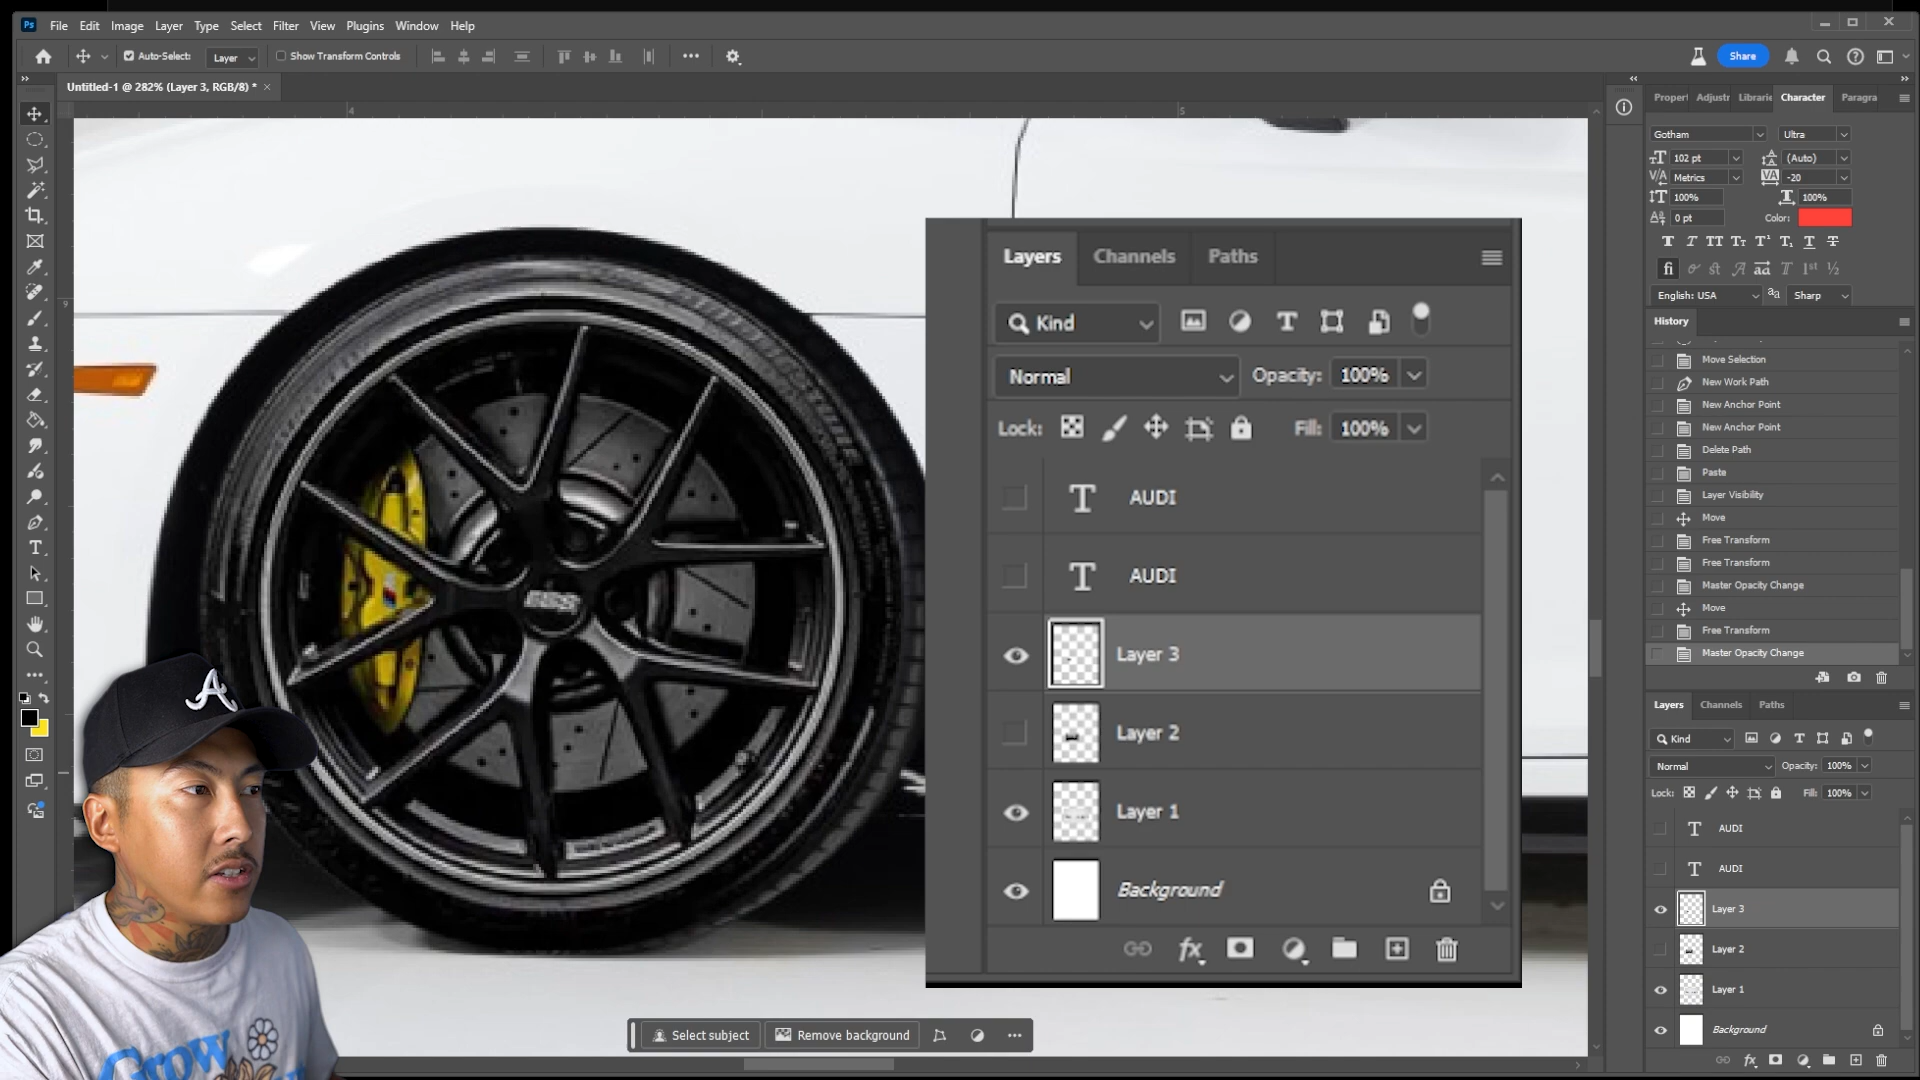 Ps File Edit Image Layer Type Select Filter View Plugins Window Help
Auto-Select: Layer Show Transform Controls
Share
Untitled-1 @ 282% (Layer 3, RGB/8) *
4 5
9
Adjustr Librarie Character Paragra
Gotham Ultra
102 pt (Auto)
Metrics -20
100% 100%
0 pt Color:
English: USA Sharp
History
Move Selection
New Work Path
New Anchor Point
New Anchor Point
Delete Path
Paste
Layer Visibility
Move
Free Transform
Free Transform
Master Opacity Change
Move
Free Transform
Master Opacity Change
Layers Channels Paths
Kind
Normal Opacity: 100%
Lock: Fill: 100%
AUDI
AUDI
Layer 3
Layer 2
Layer 1
Background
Layers Channels Paths
Kind
Normal Opacity: 100%
Lock: Fill: 100%
AUDI
AUDI
Layer 3
Layer 2
Layer 1
Background
Select subject Remove background
A
Grow